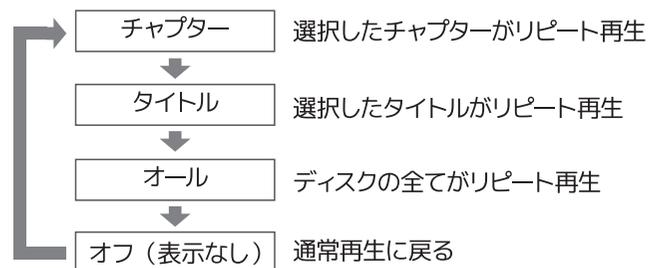 チャプター 選択したチャプターがリピート再生
タイトル 選択したタイトルがリピート再生
オール ディスクの全てがリピート再生
オフ（表示なし） 通常再生に戻る